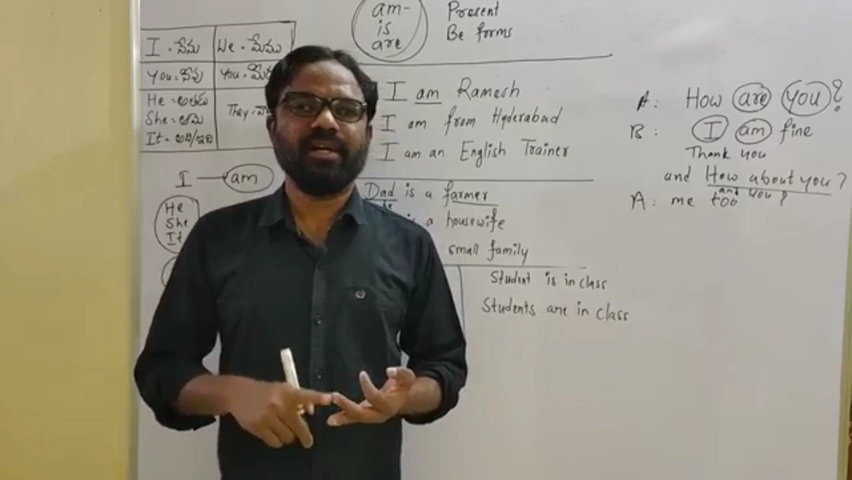 am-
is
are
Present
Be forms
I - నేను We - మేము
You - నీవు You - మీరు
He - అతడు
She - ఆమె
It - అది/ఇది
They -
I → am
He
She
It
I am Ramesh
I am from Hyderabad
I am an English Trainer
Dad is a farmer
is a housewife
small family
Student is in class
Students are in class
A: How are you?
B: I am fine
Thank you
and How about you?
and you?
A: me too